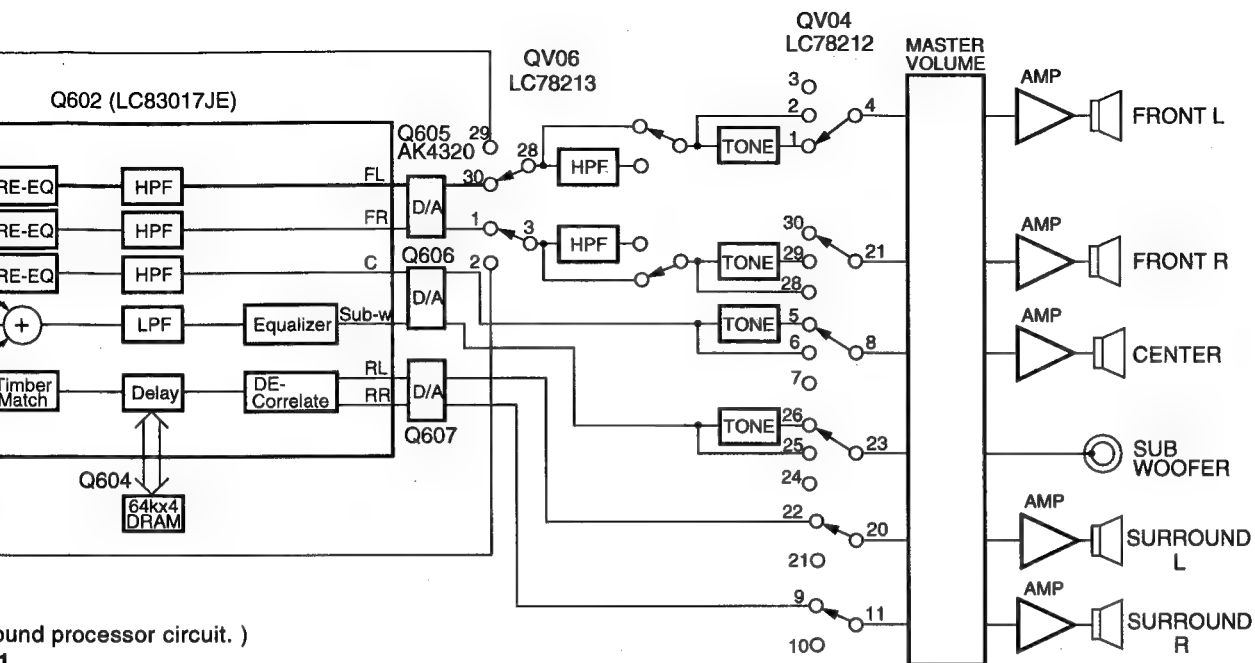 QV04
LC78212
QV06
LC78213
MASTER
VOLUME
Q602 (LC83017JE)
Q605
AK4320
29
28
30
1
3
2
RE-EQ
HPF
FL
RE-EQ
HPF
FR
RE-EQ
HPF
C
D/A
Q606
D/A
+
LPF
Equalizer
Sub-w
Timber
Match
Delay
DE-
Correlate
RL
RR
D/A
Q607
Q604
64kx4
DRAM
HPF
HPF
TONE
3
2
1
4
AMP
FRONT L
TONE
30
29
28
21
AMP
FRONT R
TONE
5
6
7
8
AMP
CENTER
TONE
26
25
24
23
SUB
WOOFER
22
21
20
AMP
SURROUND
L
9
10
11
AMP
SURROUND
R
ound processor circuit. )